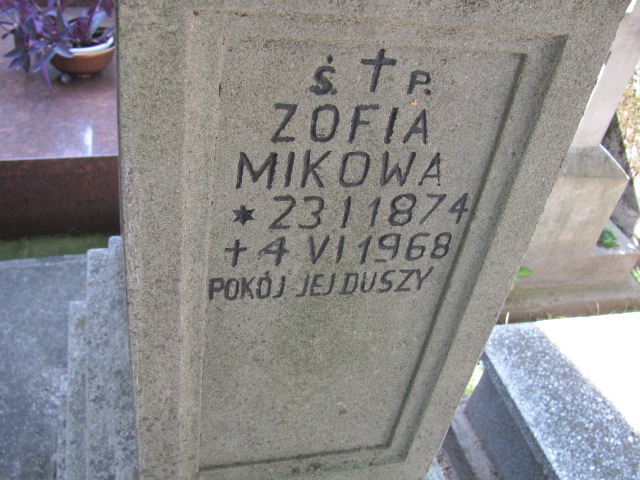 Ś. ✝ P.
ZOFIA
MIKOWA
* 23 I 1874
+ 4 VI 1968
POKÓJ JEJ DUSZY